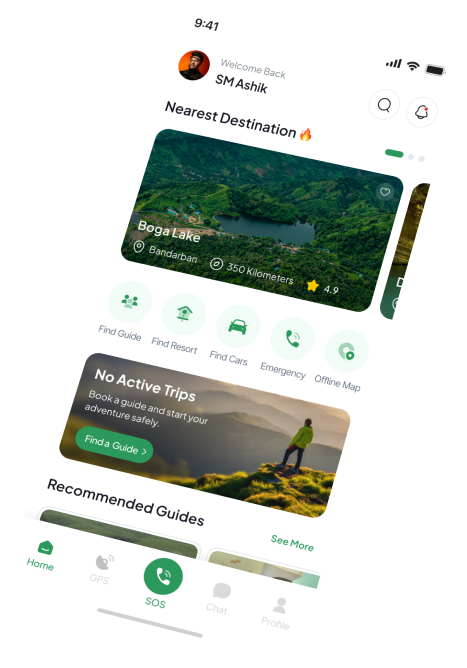 9:41
Welcome Back
SM Ashik
Nearest Destination 🔥
Boga Lake
Bandarban
350 Kilometers
4.9
D
Find Guide
Find Resort
Find Cars
Emergency
Offline Map
No Active Trips
Book a guide and start your
adventure safely.
Find a Guide >
Recommended Guides
See More
Home
GPS
SOS
Chat
Profile